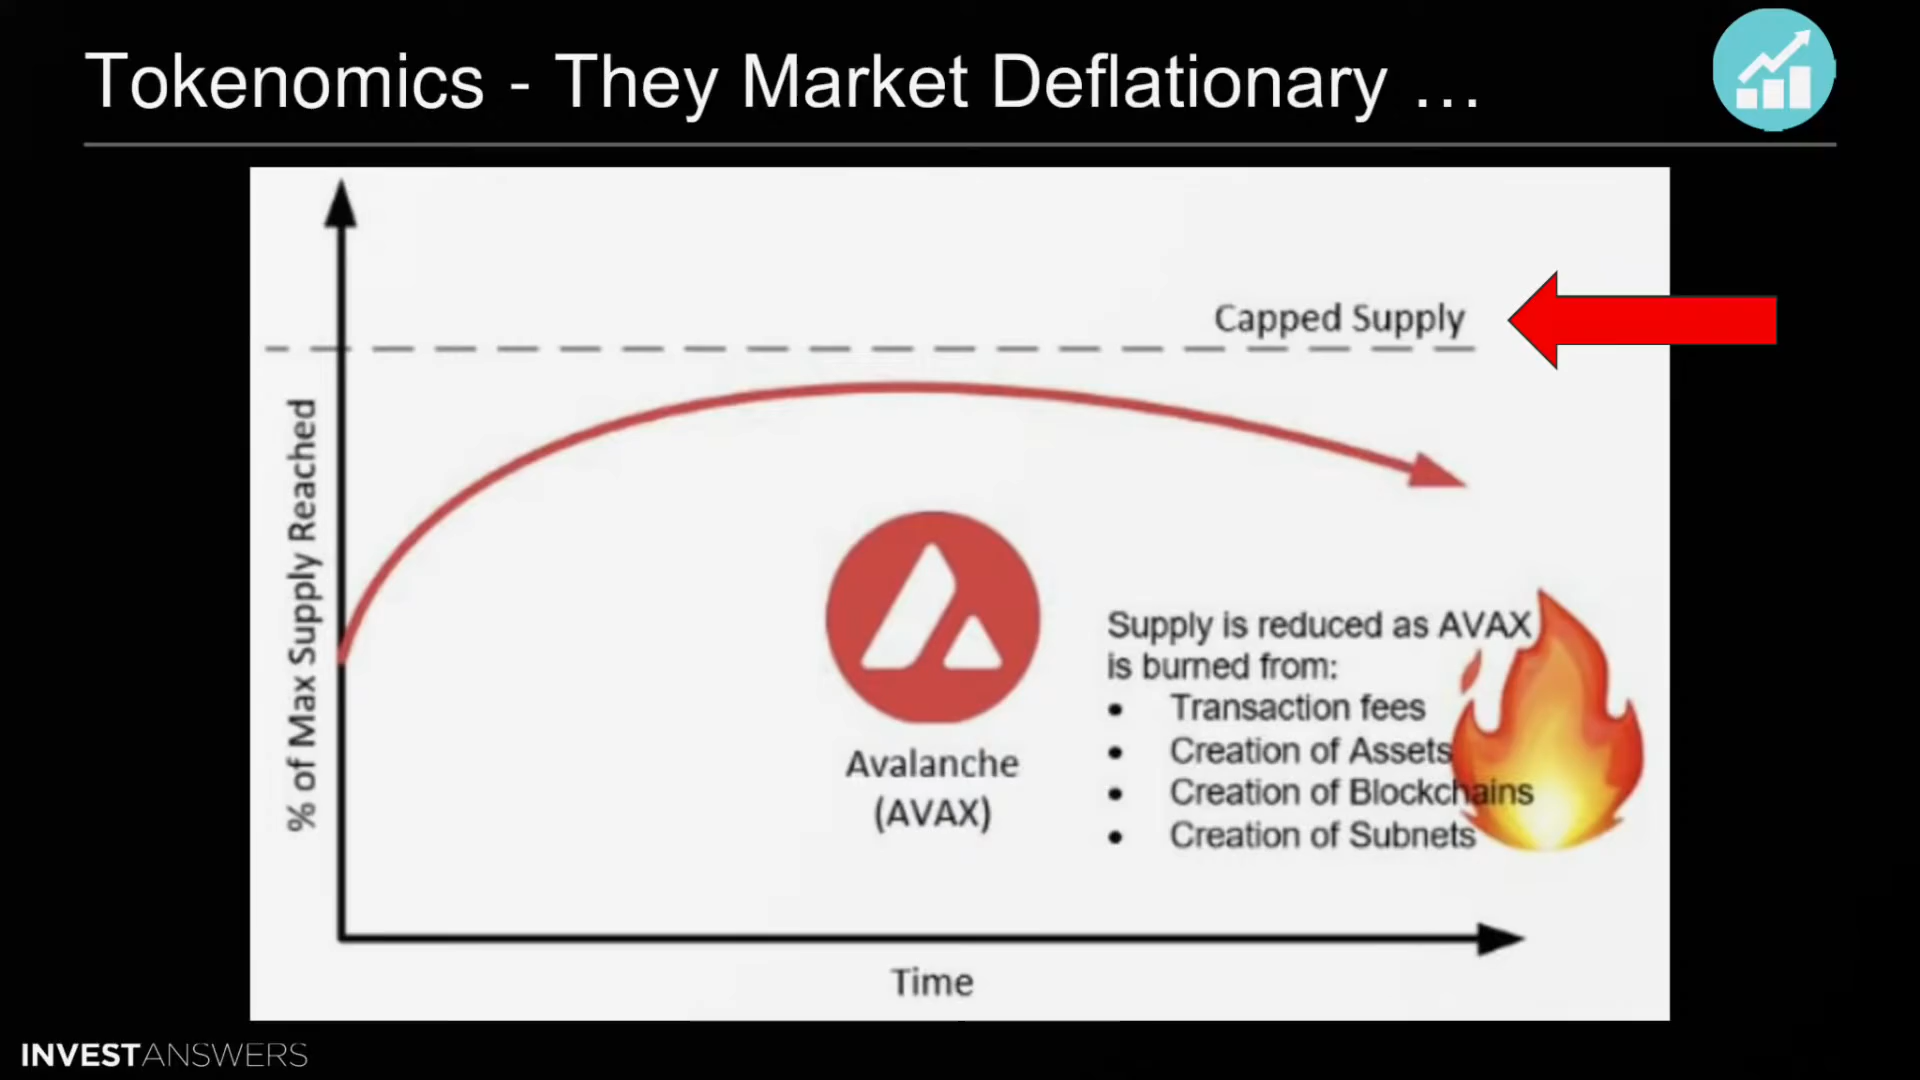 Tokenomics - They Market Deflationary ...
Capped Supply
% of Max Supply Reached
Avalanche
(AVAX)
Supply is reduced as AVAX
is burned from:
• Transaction fees
• Creation of Assets
• Creation of Blockchains
• Creation of Subnets
Time
INVESTANSWERS